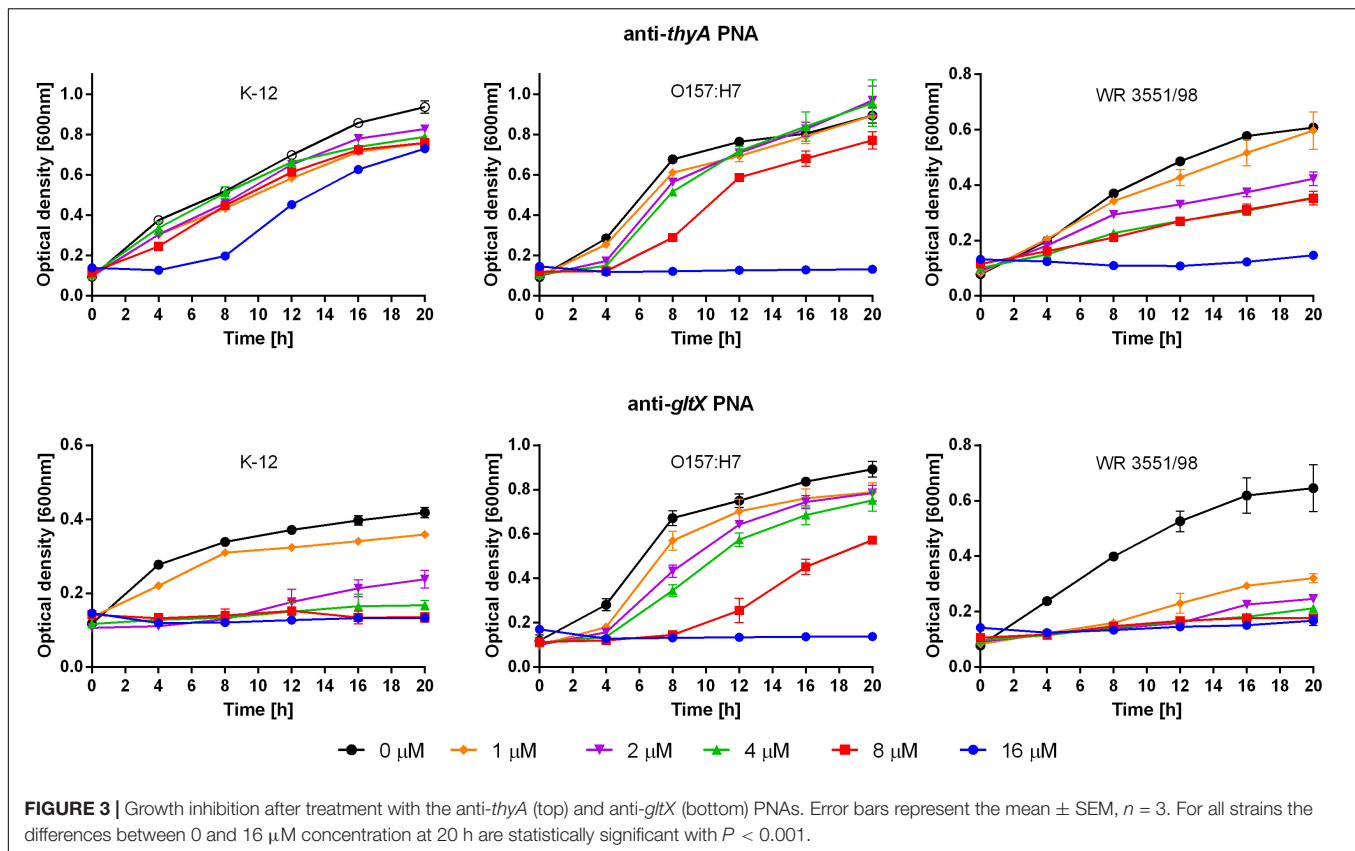 anti-thyA PNA
K-12
Optical density [600nm]
1.0
0.8
0.6
0.4
0.2
0.0
0 2 4 6 8 10 12 14 16 18 20
Time [h]
O157:H7
Optical density [600nm]
1.0
0.8
0.6
0.4
0.2
0.0
0 2 4 6 8 10 12 14 16 18 20
Time [h]
WR 3551/98
Optical density [600nm]
0.8
0.6
0.4
0.2
0.0
0 2 4 6 8 10 12 14 16 18 20
Time [h]
anti-gltX PNA
K-12
Optical density [600nm]
0.6
0.4
0.2
0.0
0 2 4 6 8 10 12 14 16 18 20
Time [h]
O157:H7
Optical density [600nm]
1.0
0.8
0.6
0.4
0.2
0.0
0 2 4 6 8 10 12 14 16 18 20
Time [h]
WR 3551/98
Optical density [600nm]
0.8
0.6
0.4
0.2
0.0
0 2 4 6 8 10 12 14 16 18 20
Time [h]
0 μM 1 μM 2 μM 4 μM 8 μM 16 μM
FIGURE 3 | Growth inhibition after treatment with the anti-thyA (top) and anti-gltX (bottom) PNAs. Error bars represent the mean ± SEM, n = 3. For all strains the
differences between 0 and 16 μM concentration at 20 h are statistically significant with P < 0.001.